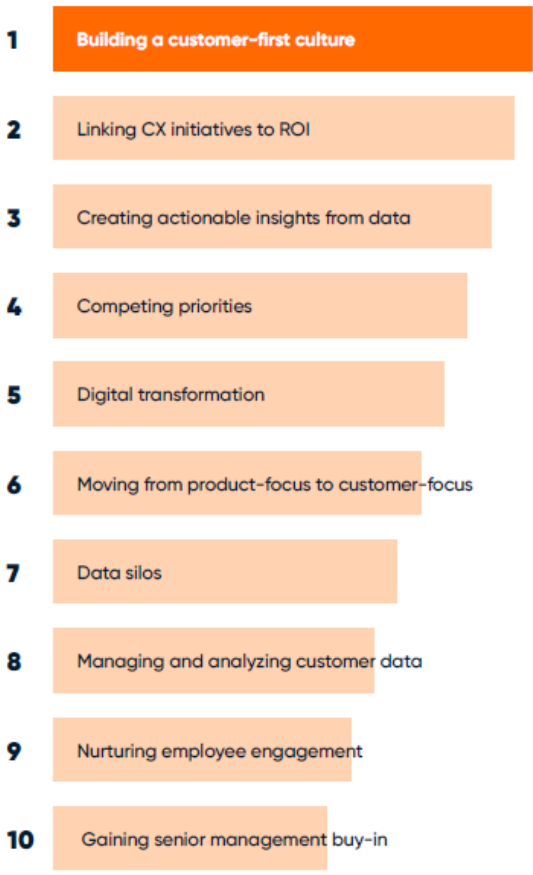 1 Building a customer-first culture
2 Linking CX initiatives to ROI
3 Creating actionable insights from data
4 Competing priorities
5 Digital transformation
6 Moving from product-focus to customer-focus
7 Data silos
8 Managing and analyzing customer data
9 Nurturing employee engagement
10 Gaining senior management buy-in